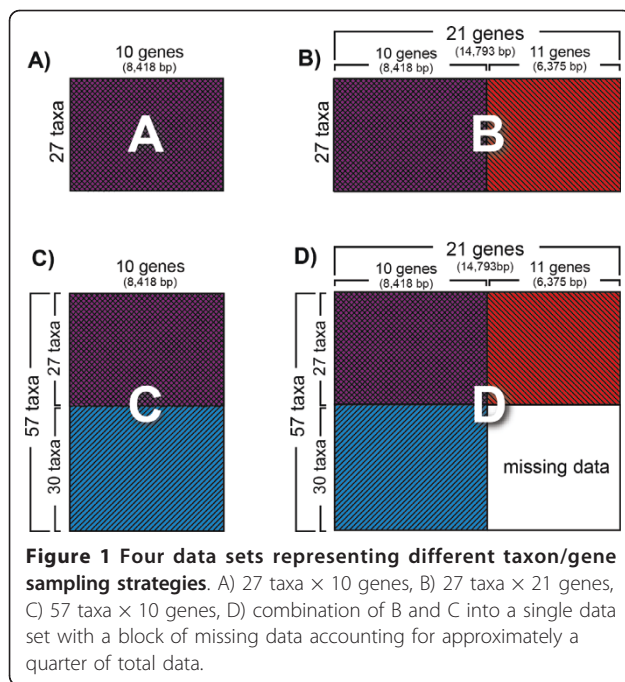 A)
10 genes
(8,418 bp)
27 taxa
A
B)
21 genes
(14,793 bp)
10 genes
(8,418 bp)
11 genes
(6,375 bp)
27 taxa
B
C)
10 genes
(8,418 bp)
57 taxa
27 taxa
30 taxa
C
D)
21 genes
(14,793bp)
10 genes
(8,418 bp)
11 genes
(6,375 bp)
57 taxa
27 taxa
30 taxa
D
missing data
Figure 1 Four data sets representing different taxon/gene
sampling strategies. A) 27 taxa × 10 genes, B) 27 taxa × 21 genes,
C) 57 taxa × 10 genes, D) combination of B and C into a single data
set with a block of missing data accounting for approximately a
quarter of total data.